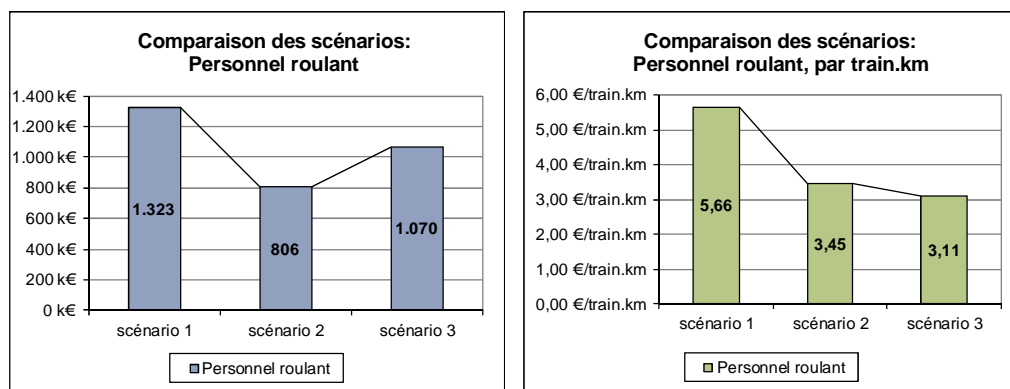 Comparaison des scénarios:
Personnel roulant
1.400 k€
1.200 k€
1.000 k€
800 k€
600 k€
400 k€
200 k€
0 k€
1.323
806
1.070
scénario 1
scénario 2
scénario 3
Personnel roulant
Comparaison des scénarios:
Personnel roulant, par train.km
6,00 €/train.km
5,00 €/train.km
4,00 €/train.km
3,00 €/train.km
2,00 €/train.km
1,00 €/train.km
0,00 €/train.km
5,66
3,45
3,11
scénario 1
scénario 2
scénario 3
Personnel roulant